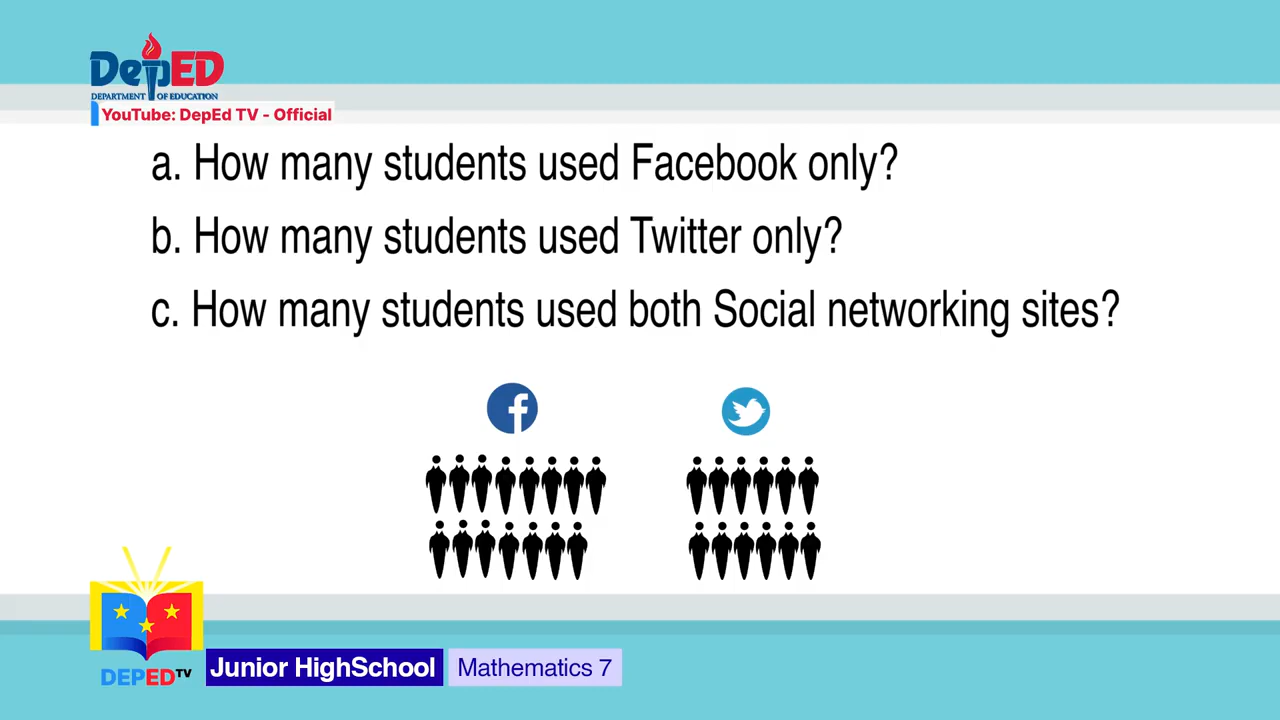 DepED
DEPARTMENT OF EDUCATION
YouTube: DepEd TV - Official
a. How many students used Facebook only?
b. How many students used Twitter only?
c. How many students used both Social networking sites?
f
DEPED TV
Junior HighSchool
Mathematics 7